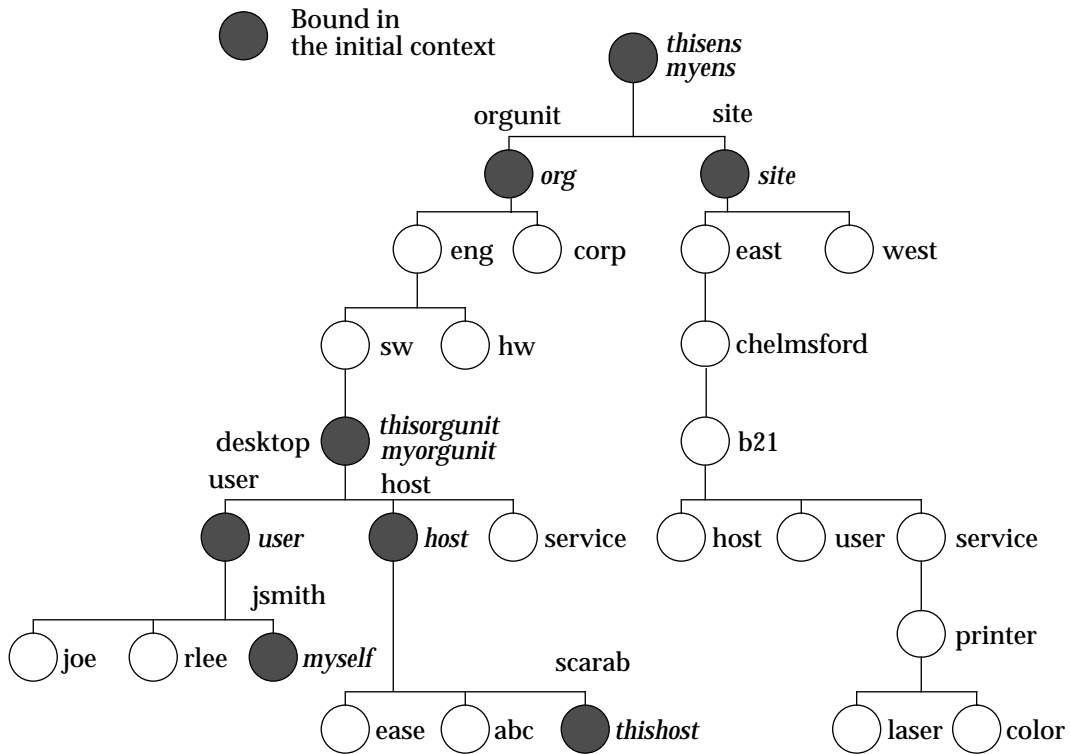 Bound in
the initial context
thisens
myens
orgunit
site
org
site
eng
corp
east
west
sw
hw
chelmsford
desktop
thisorgunit
myorgunit
b21
user
host
user
host
service
host
user
service
jsmith
joe
rlee
myself
printer
scarab
ease
abc
thishost
laser
color